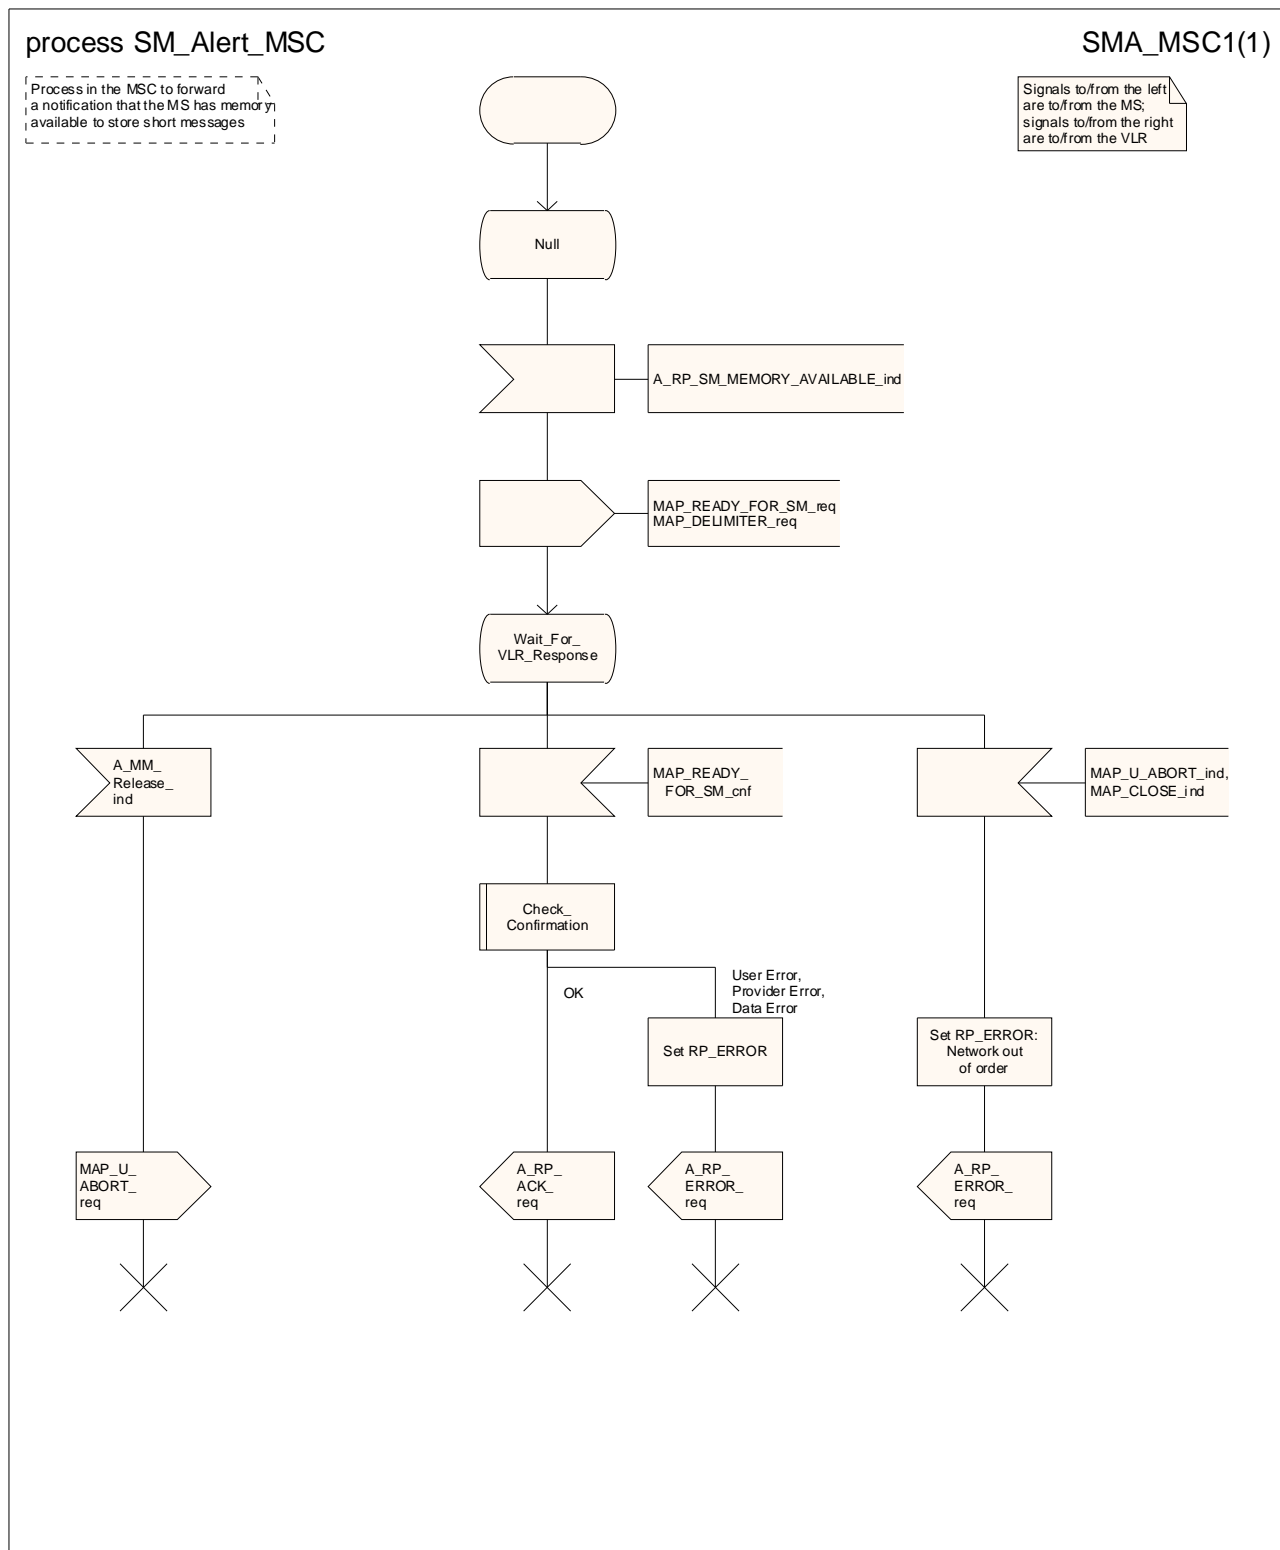 process SM_Alert_MSC
SMA_MSC1(1)
Process in the MSC to forward
a notification that the MS has memory
available to store short messages
Signals to/from the left
are to/from the MS;
signals to/from the right
are to/from the VLR
Null
A_RP_SM_MEMORY_AVAILABLE_ind
MAP_READY_FOR_SM_req
MAP_DELIMITER_req
Wait_For_
VLR_Response
A_MM_
Release_
ind
MAP_READY_
FOR_SM_cnf
MAP_U_ABORT_ind,
MAP_CLOSE_ind
Check_
Confirmation
OK
User Error,
Provider Error,
Data Error
Set RP_ERROR
Set RP_ERROR:
Network out
of order
MAP_U_
ABORT_
req
A_RP_
ACK_
req
A_RP_
ERROR_
req
A_RP_
ERROR_
req